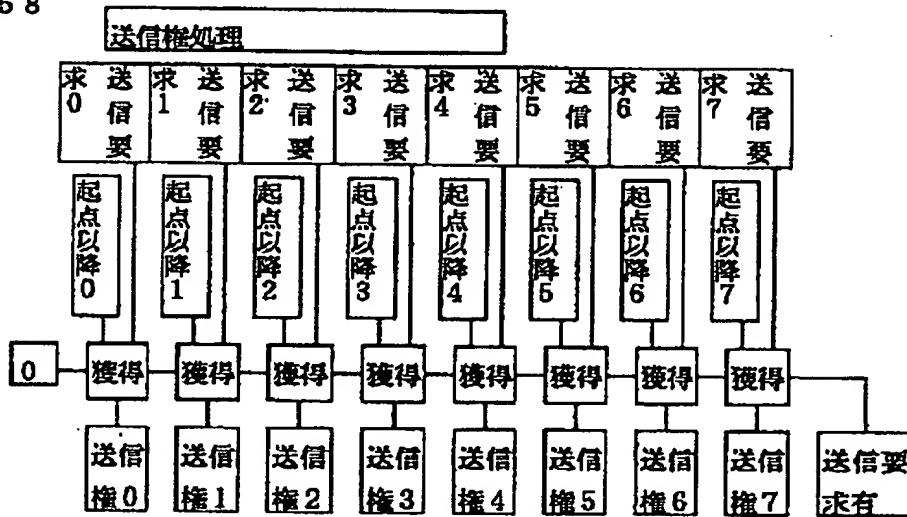 68
送信権処理
送信要求0 送信要求1 送信要求2 送信要求3 送信要求4 送信要求5 送信要求6 送信要求7
起点以降0 起点以降1 起点以降2 起点以降3 起点以降4 起点以降5 起点以降6 起点以降7
0 獲得 獲得 獲得 獲得 獲得 獲得 獲得 獲得
送信 送信 送信 送信 送信 送信 送信 送信 送信要
権0 権1 権2 権3 権4 権5 権6 権7 求有